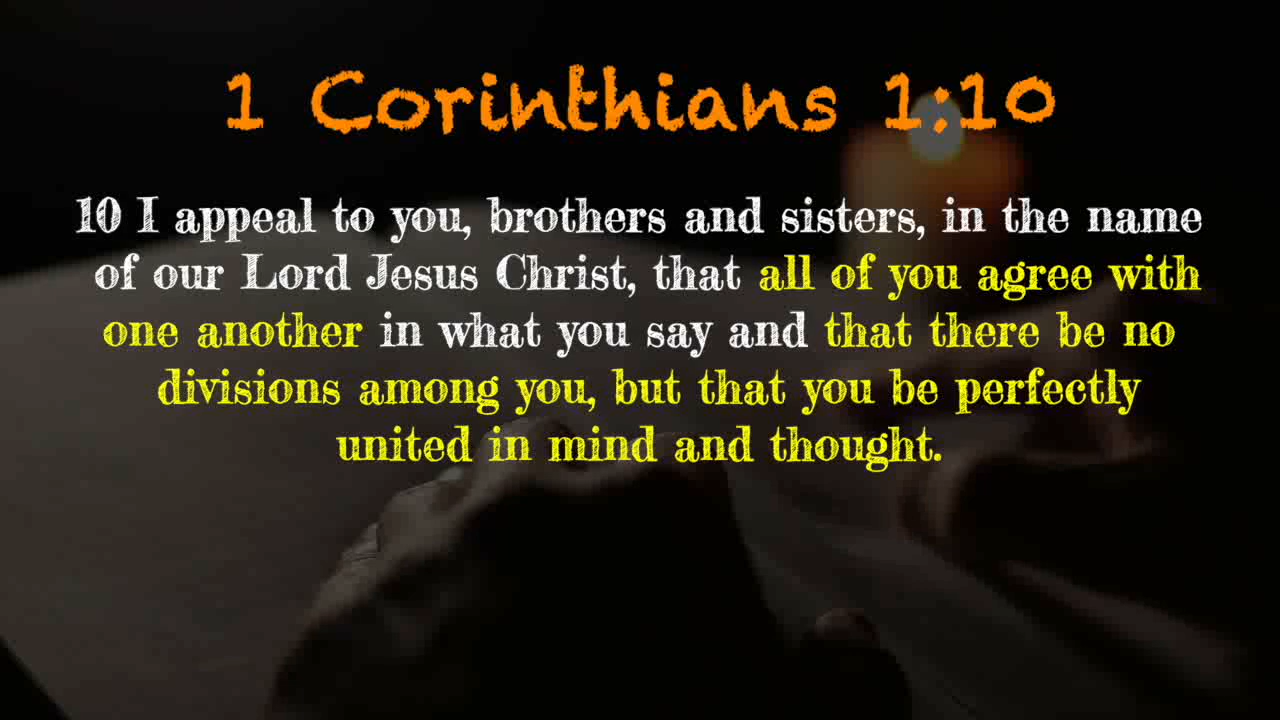 1 Corinthians 1:10
10 I appeal to you, brothers and sisters, in the name
of our Lord Jesus Christ, that all of you agree with
one another in what you say and that there be no
divisions among you, but that you be perfectly
united in mind and thought.